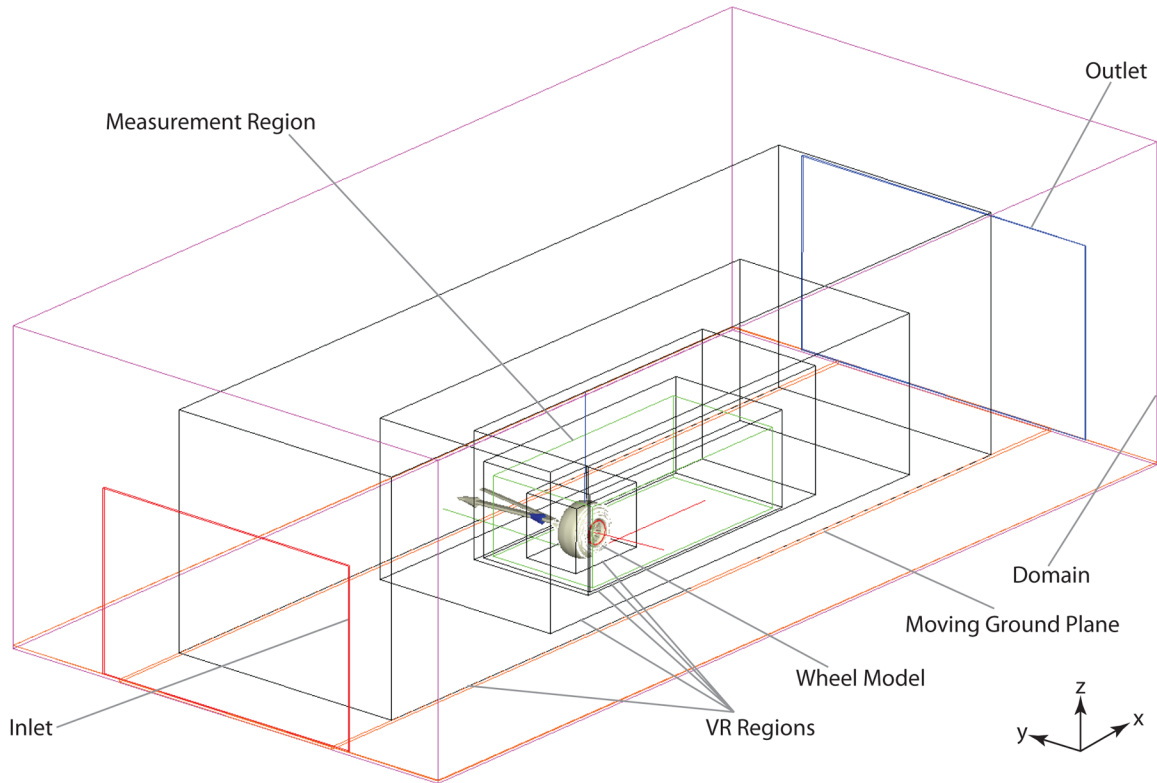 Outlet
Measurement Region
Domain
Moving Ground Plane
Wheel Model
VR Regions
Inlet
z
y
x